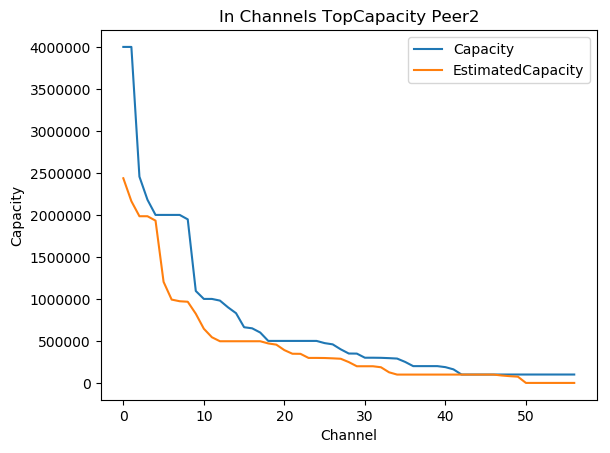 In Channels TopCapacity Peer2
Capacity
EstimatedCapacity
4000000
3500000
3000000
2500000
2000000
1500000
1000000
500000
0
Capacity
0 10 20 30 40 50
Channel